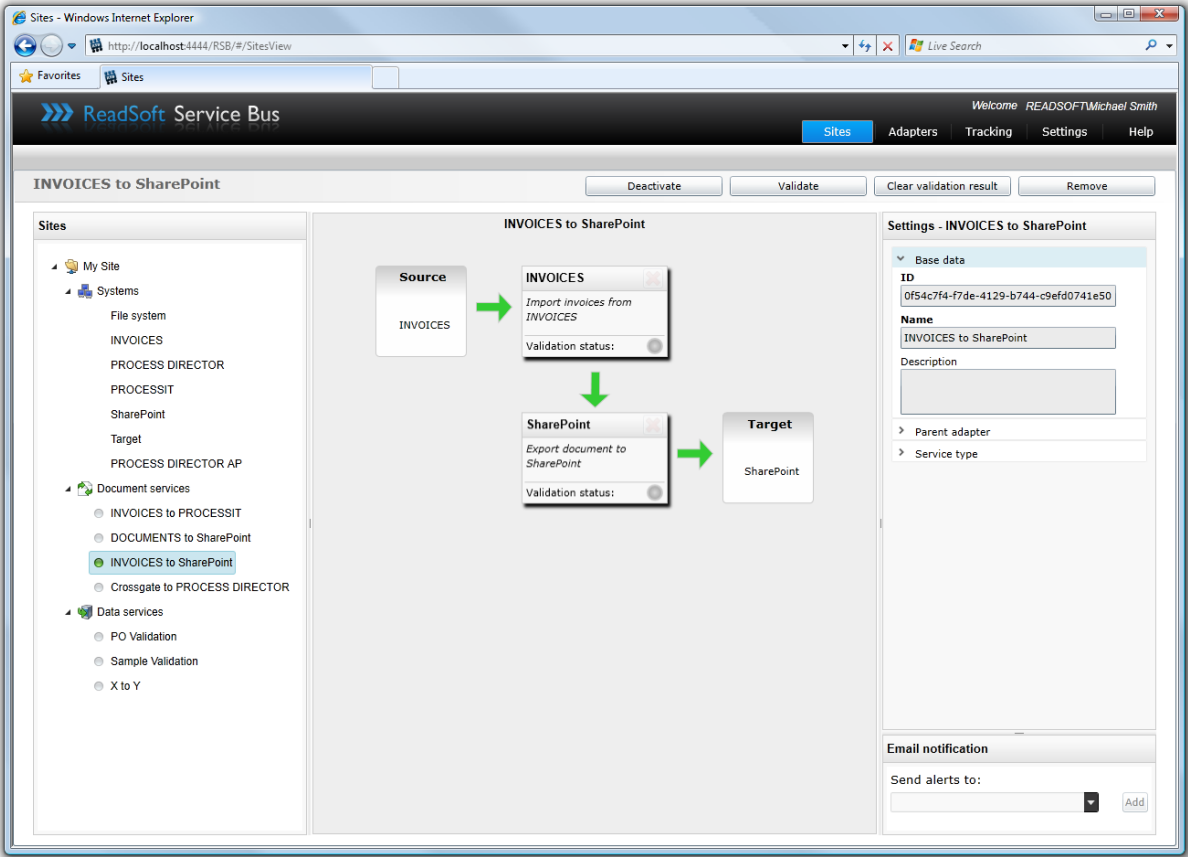 Sites - Windows Internet Explorer
http://localhost:4444/RSB/#/SitesView
Live Search
Favorites
Sites
ReadSoft Service Bus
Welcome READSOFT\Michael Smith
Sites Adapters Tracking Settings Help
INVOICES to SharePoint
Deactivate Validate Clear validation result Remove
Sites
My Site
Systems
File system
INVOICES
PROCESS DIRECTOR
PROCESSIT
SharePoint
Target
PROCESS DIRECTOR AP
Document services
INVOICES to PROCESSIT
DOCUMENTS to SharePoint
INVOICES to SharePoint
Crossgate to PROCESS DIRECTOR
Data services
PO Validation
Sample Validation
X to Y
INVOICES to SharePoint
Source
INVOICES
INVOICES
Import invoices from
INVOICES
Validation status:
SharePoint
Export document to
SharePoint
Validation status:
Target
SharePoint
Settings - INVOICES to SharePoint
Base data
ID
0f54c7f4-f7de-4129-b744-c9efd0741e50
Name
INVOICES to SharePoint
Description
Parent adapter
Service type
Email notification
Send alerts to:
Add